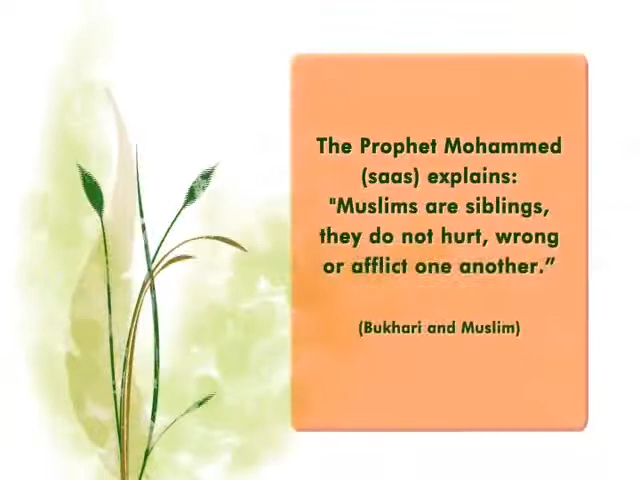 The Prophet Mohammed
(saas) explains:
"Muslims are siblings,
they do not hurt, wrong
or afflict one another.”
(Bukhari and Muslim)